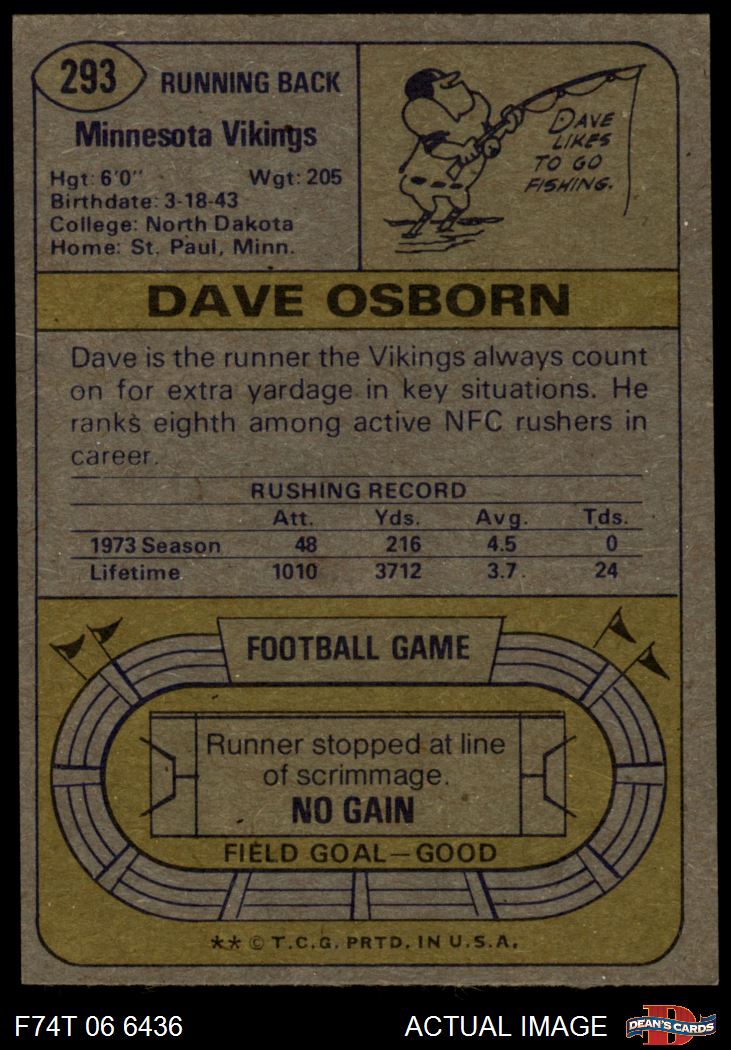 293
RUNNING BACK
Minnesota Vikings
Hgt: 6'0" Wgt: 205
Birthdate: 3-18-43
College: North Dakota
Home: St. Paul, Minn.
DAVE
LIKES
TO GO
FISHING.
DAVE OSBORN
Dave is the runner the Vikings always count
on for extra yardage in key situations. He
ranks eighth among active NFC rushers in
career.
RUSHING RECORD
Att. Yds. Avg. Tds.
1973 Season 48 216 4.5 0
Lifetime 1010 3712 3.7 24
FOOTBALL GAME
Runner stopped at line
of scrimmage.
NO GAIN
FIELD GOAL—GOOD
** © T.C.G. PRTD. IN U.S.A.
F74T 06 6436 ACTUAL IMAGE
D
DEAN'S CARDS